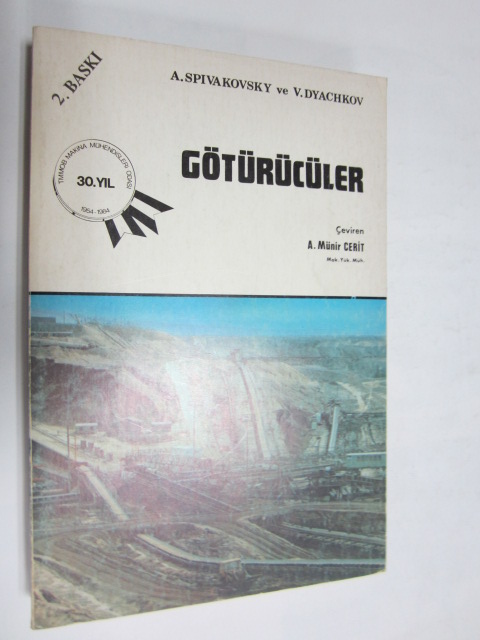 2. BASKI
A. SPIVAKOVSKY ve V. DYACHKOV
TMMOB MAKİNA MÜHENDİSLERİ ODASI
30. YIL
1954-1984
GÖTÜRÜCÜLER
Çeviren
A. Münir CERİT
Mak. Yük. Müh.